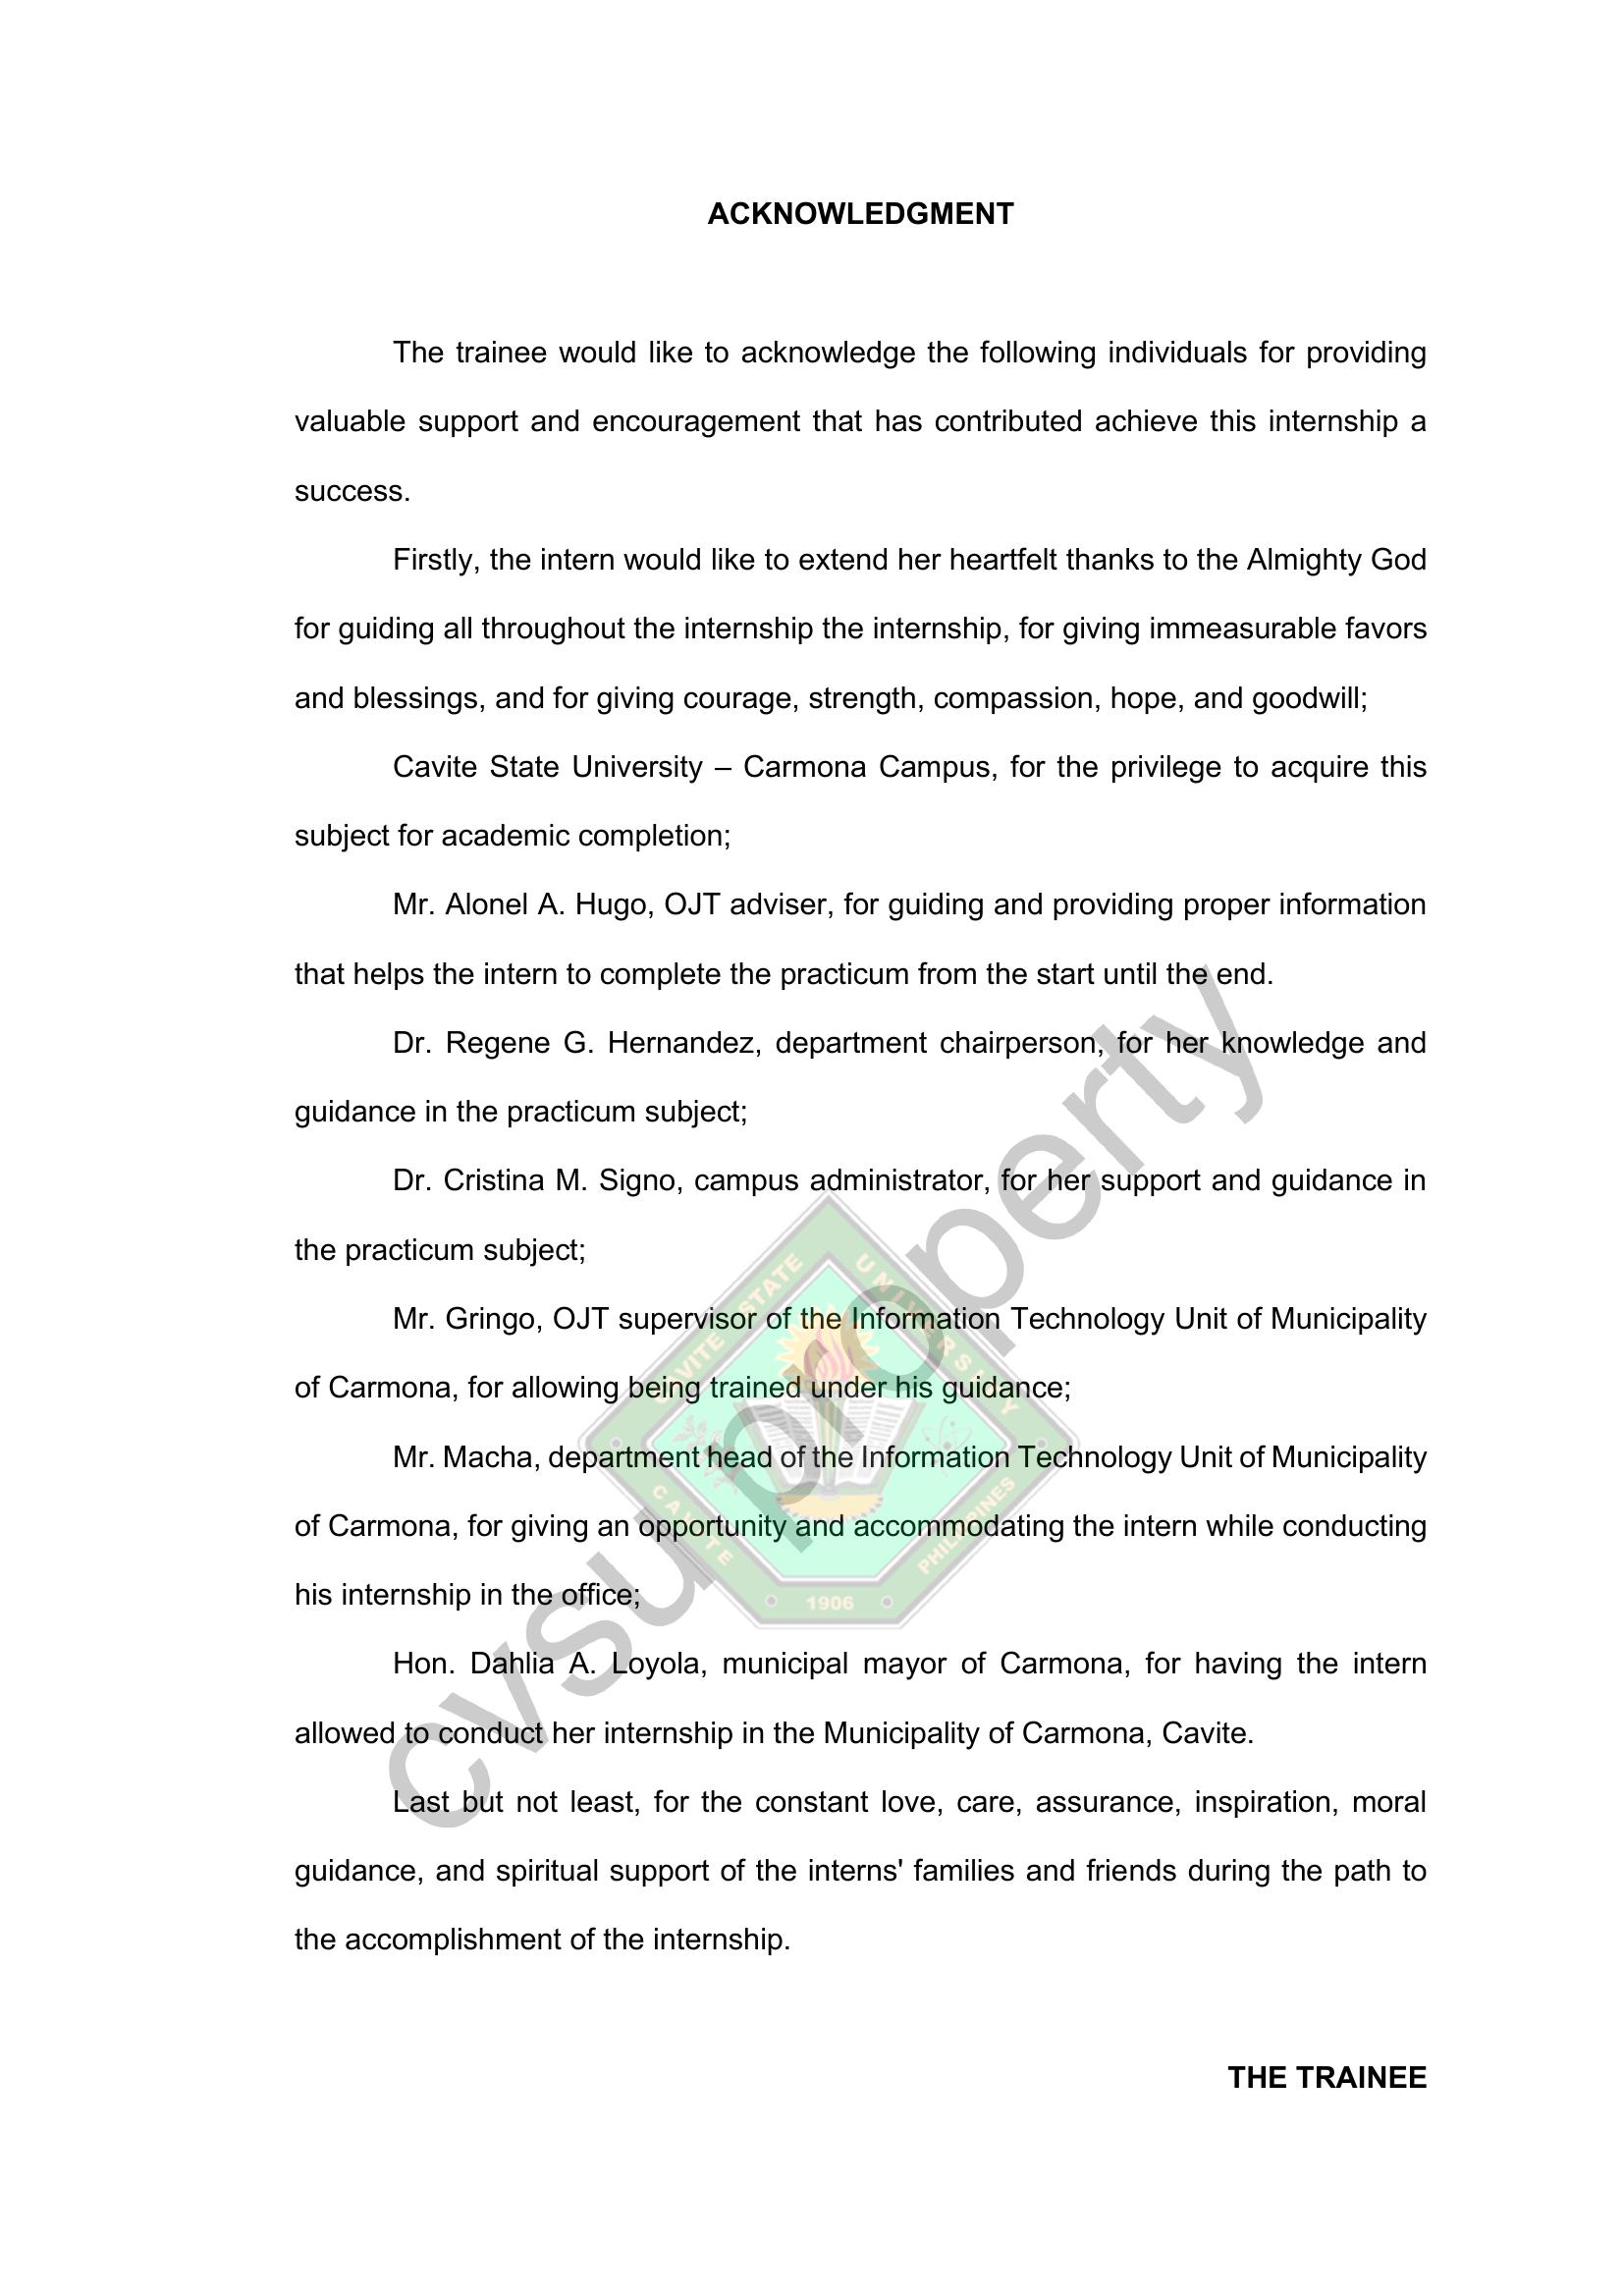 ACKNOWLEDGMENT
The trainee would like to acknowledge the following individuals for providing
valuable support and encouragement that has contributed achieve this internship a
success.
Firstly, the intern would like to extend her heartfelt thanks to the Almighty God
for guiding all throughout the internship the internship, for giving immeasurable favors
and blessings, and for giving courage, strength, compassion, hope, and goodwill;
Cavite State University – Carmona Campus, for the privilege to acquire this
subject for academic completion;
Mr. Alonel A. Hugo, OJT adviser, for guiding and providing proper information
that helps the intern to complete the practicum from the start until the end.
Dr. Regene G. Hernandez, department chairperson, for her knowledge and
guidance in the practicum subject;
Dr. Cristina M. Signo, campus administrator, for her support and guidance in
the practicum subject;
Mr. Gringo, OJT supervisor of the Information Technology Unit of Municipality
of Carmona, for allowing being trained under his guidance;
Mr. Macha, department head of the Information Technology Unit of Municipality
of Carmona, for giving an opportunity and accommodating the intern while conducting
his internship in the office;
Hon. Dahlia A. Loyola, municipal mayor of Carmona, for having the intern
allowed to conduct her internship in the Municipality of Carmona, Cavite.
Last but not least, for the constant love, care, assurance, inspiration, moral
guidance, and spiritual support of the interns' families and friends during the path to
the accomplishment of the internship.
THE TRAINEE
cvsu property
CAVITE STATE UNIVERSITY
CAVITE
PHILIPPINES
1906